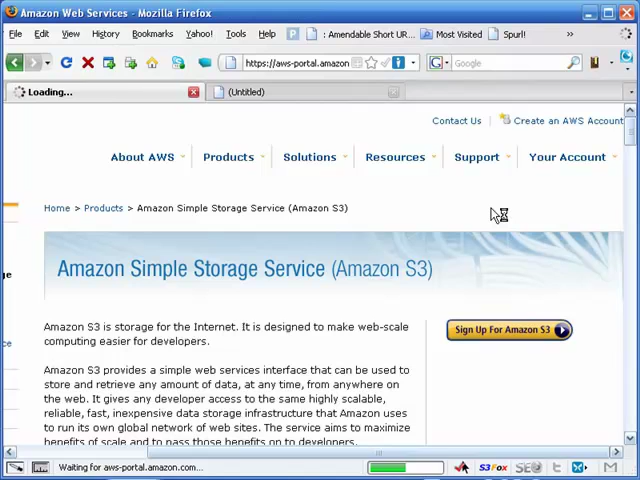 Amazon Web Services - Mozilla Firefox
File Edit View History Bookmarks Yahoo! Tools Help : Amendable Short UR... Most Visited Spurl! »
https://aws-portal.amazon Google
Loading... (Untitled)
Contact Us Create an AWS Account
About AWS Products Solutions Resources Support Your Account
Home > Products > Amazon Simple Storage Service (Amazon S3)
Amazon Simple Storage Service (Amazon S3)
Amazon S3 is storage for the Internet. It is designed to make web-scale
computing easier for developers.
Sign Up For Amazon S3
Amazon S3 provides a simple web services interface that can be used to
store and retrieve any amount of data, at any time, from anywhere on
the web. It gives any developer access to the same highly scalable,
reliable, fast, inexpensive data storage infrastructure that Amazon uses
to run its own global network of web sites. The service aims to maximize
benefits of scale and to pass those benefits on to developers.
Waiting for aws-portal.amazon.com... S3Fox SEO